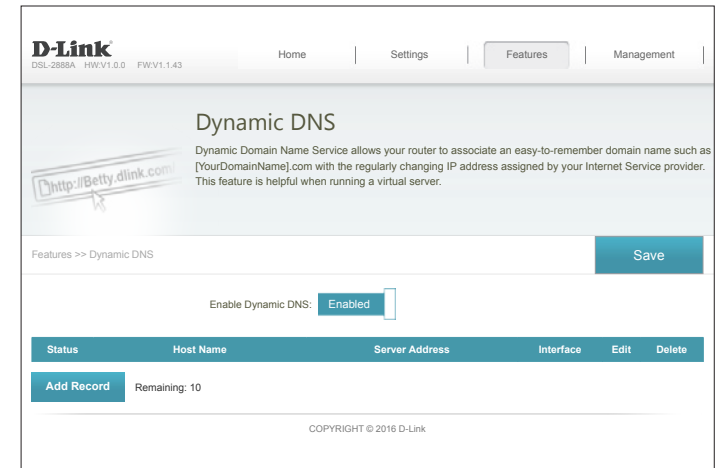 D-Link
DSL-2888A HW:V1.0.0 FW:V1.1.43
Home
Settings
Features
Management
Dynamic DNS
Dynamic Domain Name Service allows your router to associate an easy-to-remember domain name such as
[YourDomainName].com with the regularly changing IP address assigned by your Internet Service provider.
This feature is helpful when running a virtual server.
http://Betty.dlink.com/
Features >> Dynamic DNS
Save
Enable Dynamic DNS: Enabled
Status Host Name Server Address Interface Edit Delete
Add Record Remaining: 10
COPYRIGHT © 2016 D-Link